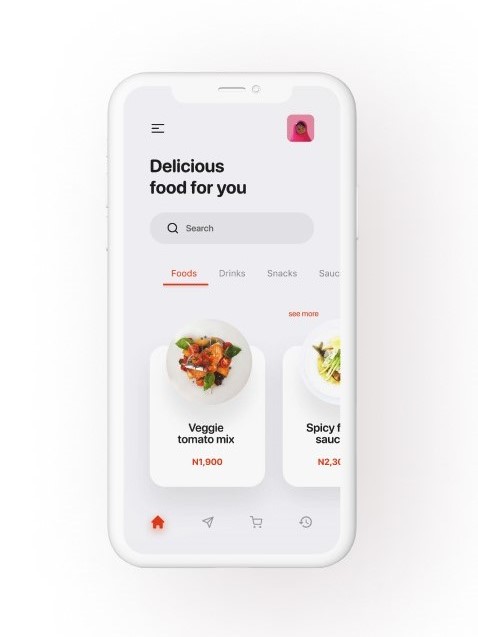 Delicious
food for you
Search
Foods Drinks Snacks Sauc
see more
Veggie
tomato mix
N1,900
Spicy f
sauc
N2,30